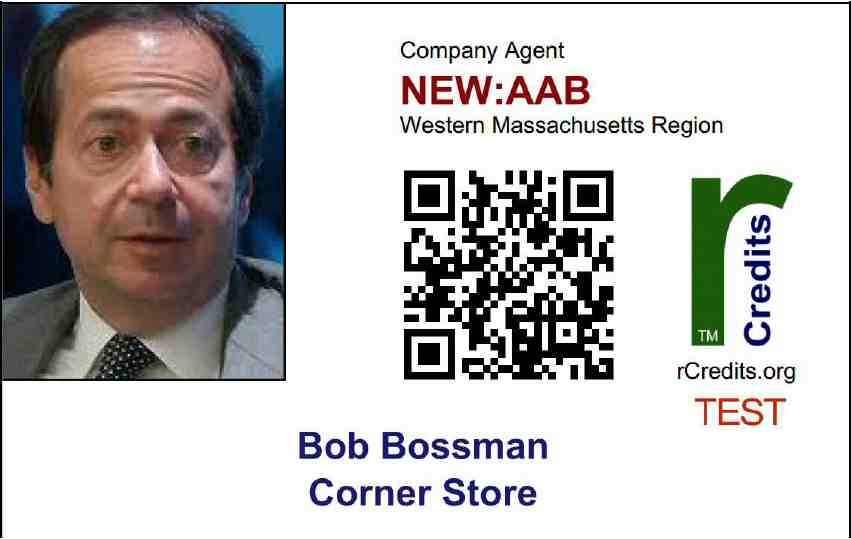 Company Agent
NEW:AAB
Western Massachusetts Region
r
Credits
TM
rCredits.org
TEST
Bob Bossman
Corner Store